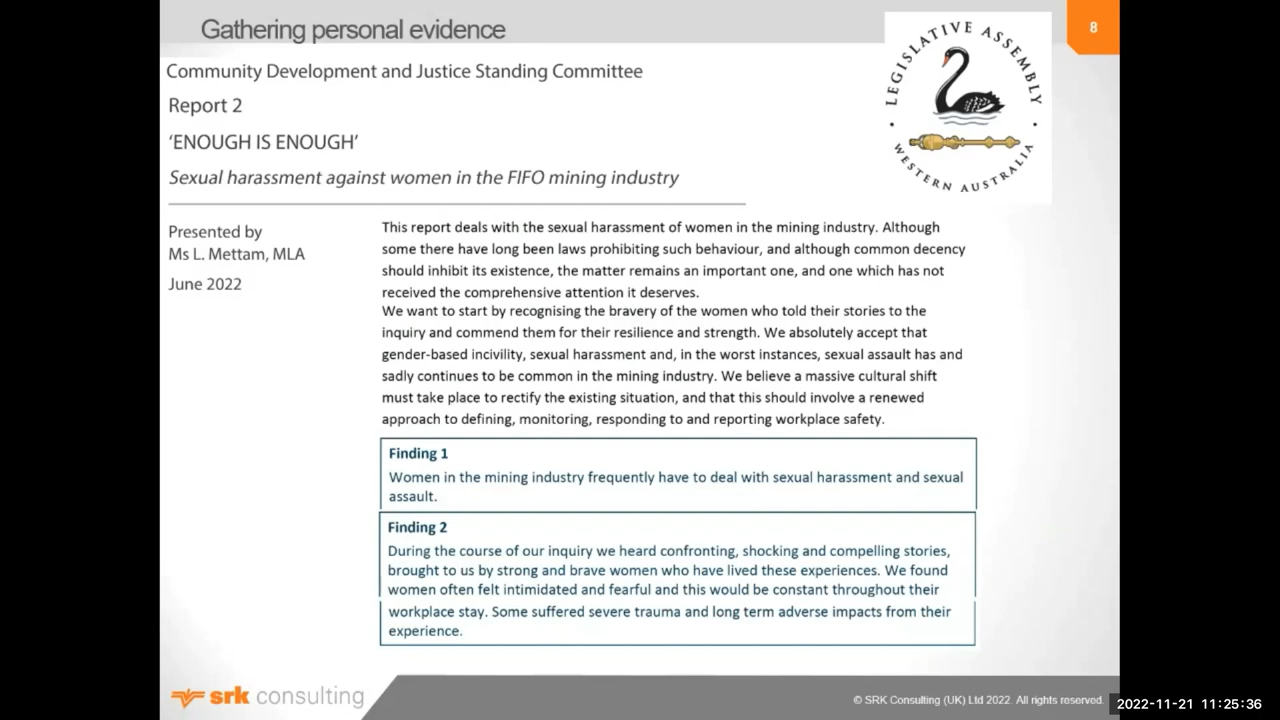 Gathering personal evidence
8
Community Development and Justice Standing Committee
Report 2
‘ENOUGH IS ENOUGH’
Sexual harassment against women in the FIFO mining industry
LEGISLATIVE ASSEMBLY
WESTERN AUSTRALIA
Presented by
Ms L. Mettam, MLA
June 2022
This report deals with the sexual harassment of women in the mining industry. Although
some there have long been laws prohibiting such behaviour, and although common decency
should inhibit its existence, the matter remains an important one, and one which has not
received the comprehensive attention it deserves.
We want to start by recognising the bravery of the women who told their stories to the
inquiry and commend them for their resilience and strength. We absolutely accept that
gender-based incivility, sexual harassment and, in the worst instances, sexual assault has and
sadly continues to be common in the mining industry. We believe a massive cultural shift
must take place to rectify the existing situation, and that this should involve a renewed
approach to defining, monitoring, responding to and reporting workplace safety.
Finding 1
Women in the mining industry frequently have to deal with sexual harassment and sexual
assault.
Finding 2
During the course of our inquiry we heard confronting, shocking and compelling stories,
brought to us by strong and brave women who have lived these experiences. We found
women often felt intimidated and fearful and this would be constant throughout their
workplace stay. Some suffered severe trauma and long term adverse impacts from their
experience.
srk consulting
© SRK Consulting (UK) Ltd 2022. All rights reserved.
2022-11-21 11:25:36